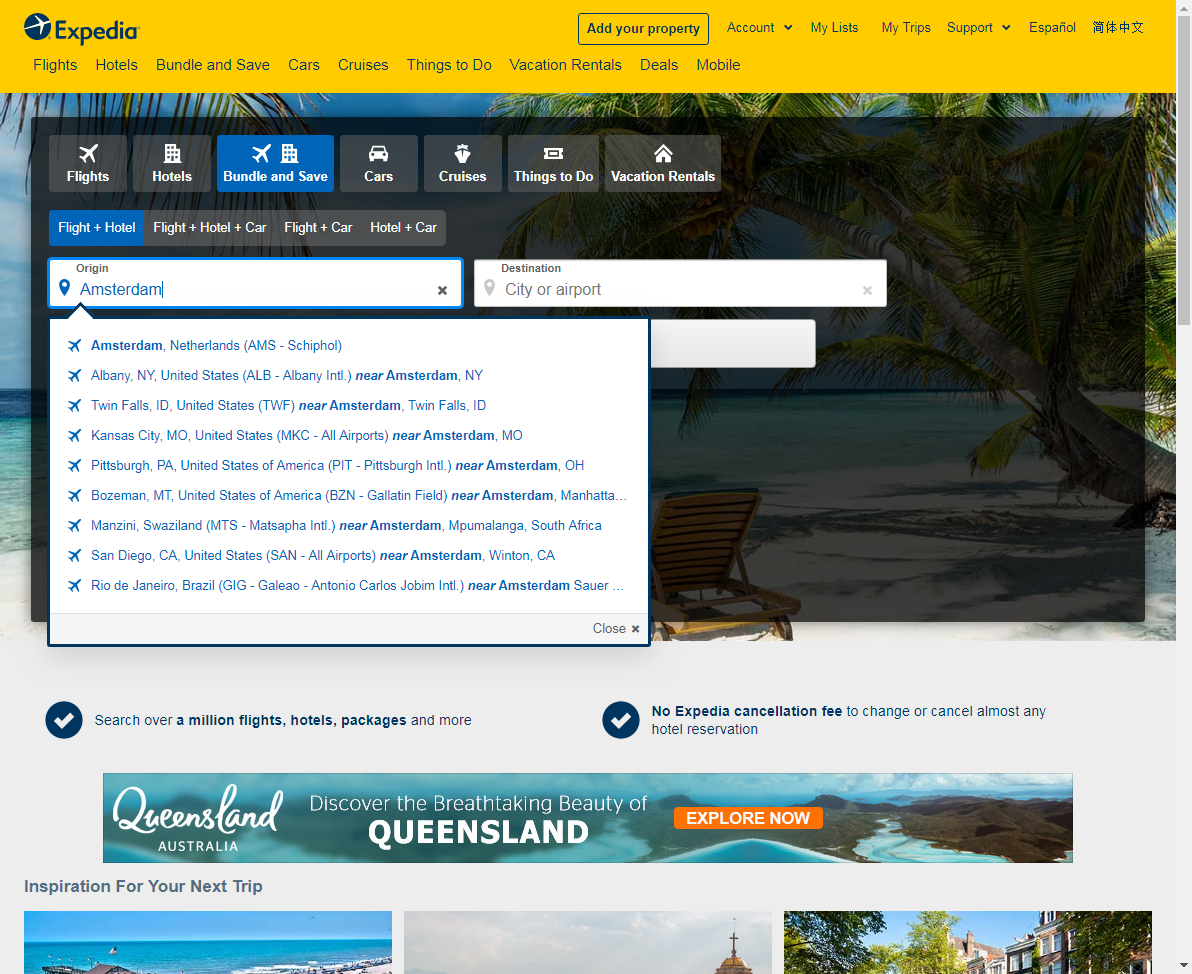 Expedia
Add your property
Account
My Lists
My Trips
Support
Español
简体中文
Flights
Hotels
Bundle and Save
Cars
Cruises
Things to Do
Vacation Rentals
Deals
Mobile
Flights
Hotels
Bundle and Save
Cars
Cruises
Things to Do
Vacation Rentals
Flight + Hotel
Flight + Hotel + Car
Flight + Car
Hotel + Car
Origin
Amsterdam
Destination
City or airport
Amsterdam, Netherlands (AMS - Schiphol)
Albany, NY, United States (ALB - Albany Intl.) near Amsterdam, NY
Twin Falls, ID, United States (TWF) near Amsterdam, Twin Falls, ID
Kansas City, MO, United States (MKC - All Airports) near Amsterdam, MO
Pittsburgh, PA, United States of America (PIT - Pittsburgh Intl.) near Amsterdam, OH
Bozeman, MT, United States of America (BZN - Gallatin Field) near Amsterdam, Manhatta...
Manzini, Swaziland (MTS - Matsapha Intl.) near Amsterdam, Mpumalanga, South Africa
San Diego, CA, United States (SAN - All Airports) near Amsterdam, Winton, CA
Rio de Janeiro, Brazil (GIG - Galeao - Antonio Carlos Jobim Intl.) near Amsterdam Sauer ...
Close
Search over a million flights, hotels, packages and more
No Expedia cancellation fee to change or cancel almost any
hotel reservation
Queensland
AUSTRALIA
Discover the Breathtaking Beauty of
QUEENSLAND
EXPLORE NOW
Inspiration For Your Next Trip